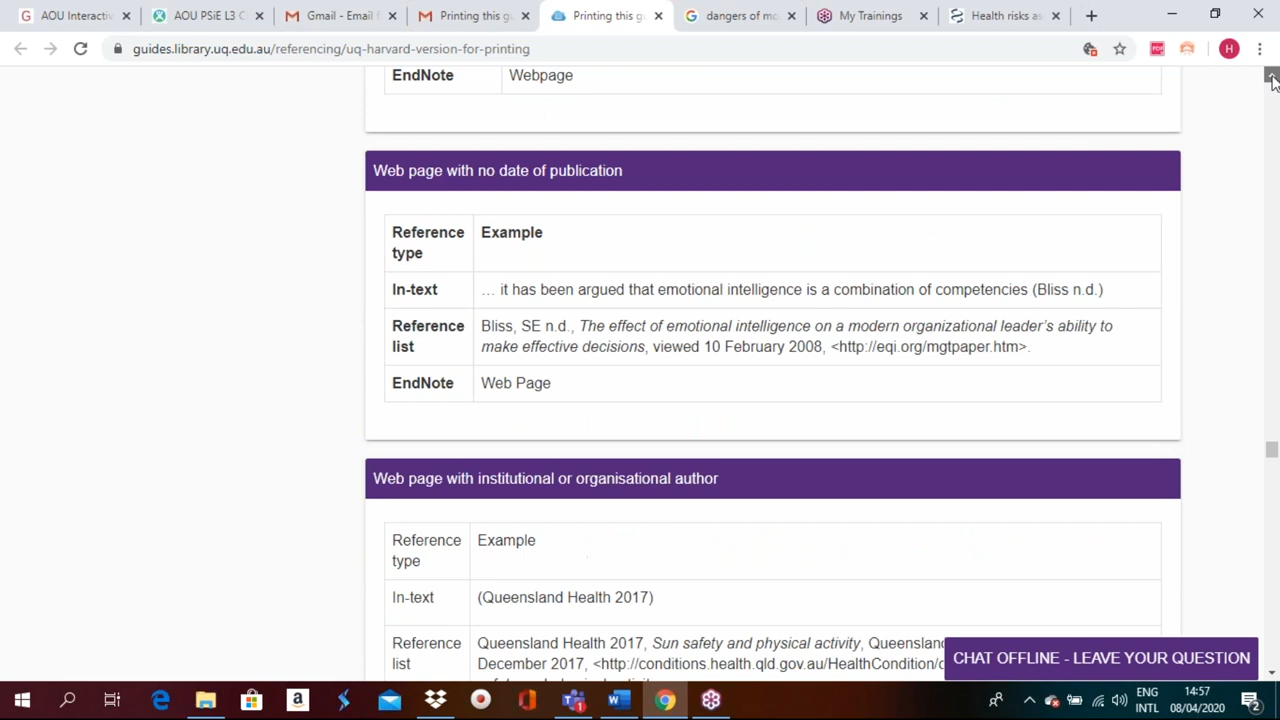 AOU Interactiv
AOU PSiE L3 C
Gmail - Email f
Printing this gu
Printing this gu
dangers of mo
My Trainings
Health risks as
guides.library.uq.edu.au/referencing/uq-harvard-version-for-printing
PDF
H
EndNote Webpage
Web page with no date of publication
Reference type Example
In-text … it has been argued that emotional intelligence is a combination of competencies (Bliss n.d.)
Reference list Bliss, SE n.d., The effect of emotional intelligence on a modern organizational leader's ability to
make effective decisions, viewed 10 February 2008, <http://eqi.org/mgtpaper.htm>.
EndNote Web Page
Web page with institutional or organisational author
Reference type Example
In-text (Queensland Health 2017)
Reference list Queensland Health 2017, Sun safety and physical activity, Queenslan
December 2017, <http://conditions.health.qld.gov.au/HealthCondition/c
CHAT OFFLINE - LEAVE YOUR QUESTION
ENG
INTL
14:57
08/04/2020